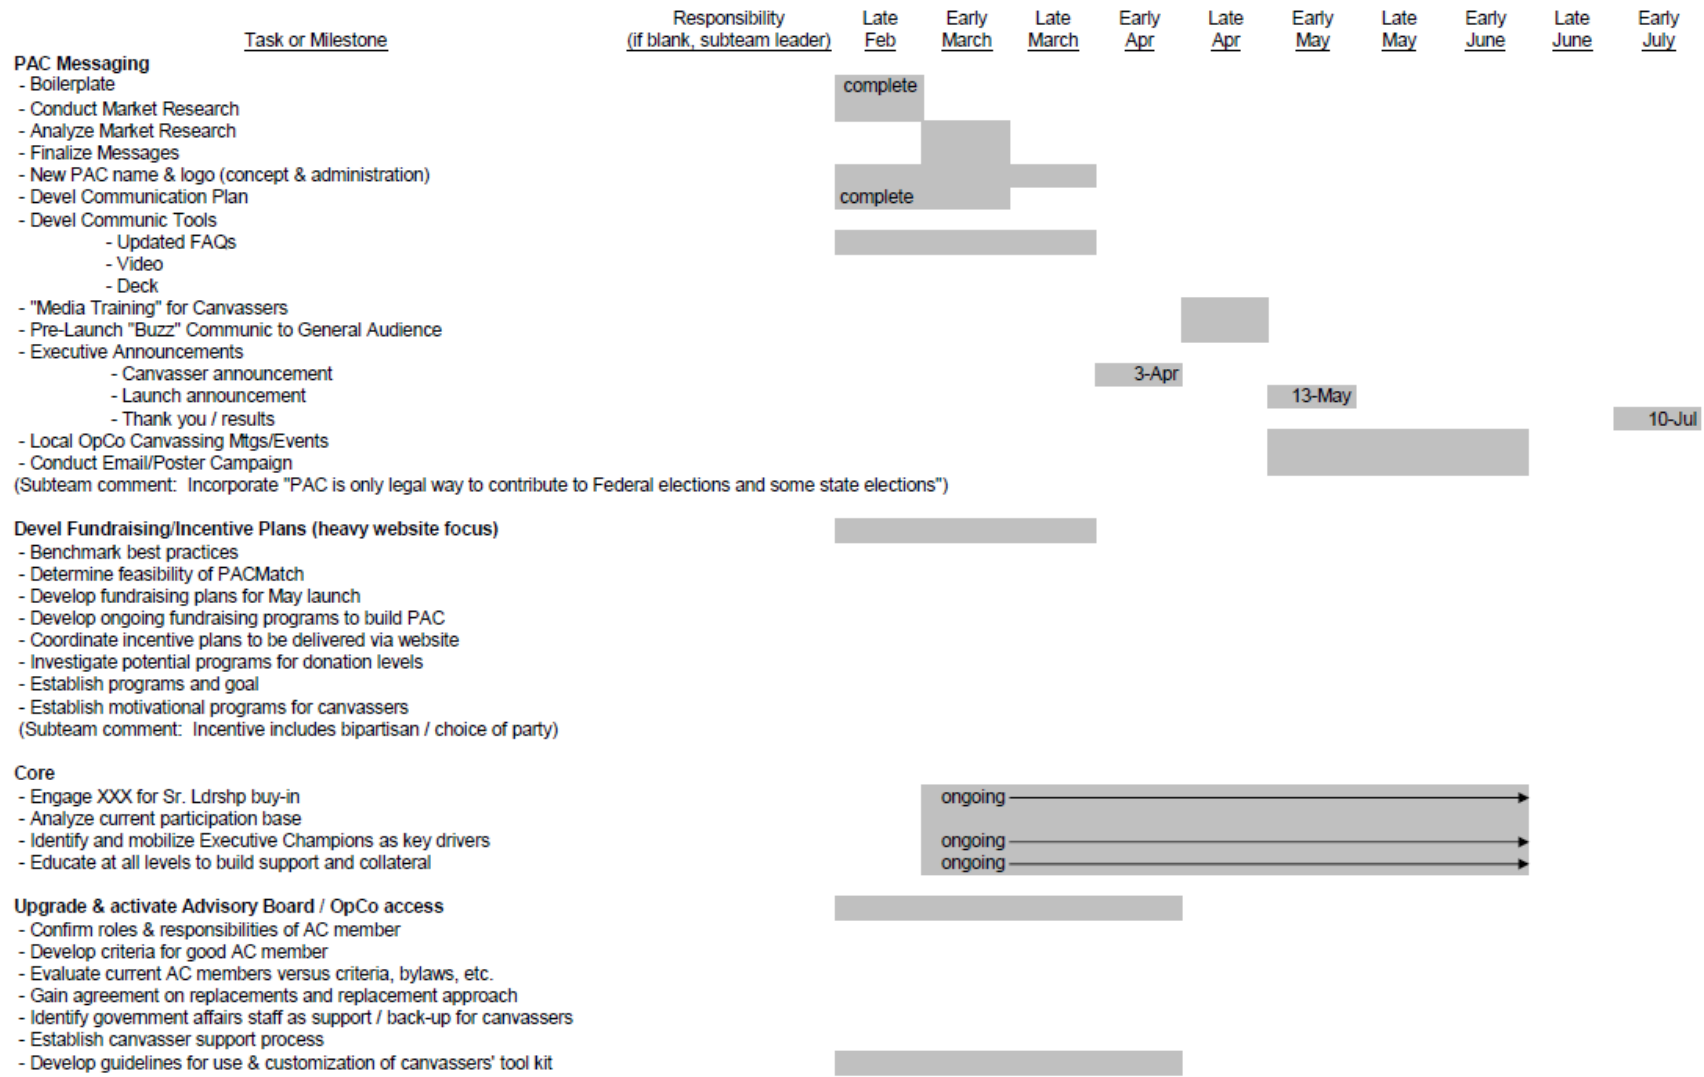 Responsibility Late Early Late Early Late Early Late Early Late Early
Task or Milestone (if blank, subteam leader) Feb March March Apr Apr May May June June July
PAC Messaging
- Boilerplate complete
- Conduct Market Research
- Analyze Market Research
- Finalize Messages
- New PAC name & logo (concept & administration)
- Devel Communication Plan complete
- Devel Communic Tools
- Updated FAQs
- Video
- Deck
- "Media Training" for Canvassers
- Pre-Launch "Buzz" Communic to General Audience
- Executive Announcements
- Canvasser announcement 3-Apr
- Launch announcement 13-May
- Thank you / results 10-Jul
- Local OpCo Canvassing Mtgs/Events
- Conduct Email/Poster Campaign
(Subteam comment: Incorporate "PAC is only legal way to contribute to Federal elections and some state elections")
Devel Fundraising/Incentive Plans (heavy website focus)
- Benchmark best practices
- Determine feasibility of PACMatch
- Develop fundraising plans for May launch
- Develop ongoing fundraising programs to build PAC
- Coordinate incentive plans to be delivered via website
- Investigate potential programs for donation levels
- Establish programs and goal
- Establish motivational programs for canvassers
(Subteam comment: Incentive includes bipartisan / choice of party)
Core
- Engage XXX for Sr. Ldrshp buy-in ongoing
- Analyze current participation base
- Identify and mobilize Executive Champions as key drivers ongoing
- Educate at all levels to build support and collateral ongoing
Upgrade & activate Advisory Board / OpCo access
- Confirm roles & responsibilities of AC member
- Develop criteria for good AC member
- Evaluate current AC members versus criteria, bylaws, etc.
- Gain agreement on replacements and replacement approach
- Identify government affairs staff as support / back-up for canvassers
- Establish canvasser support process
- Develop guidelines for use & customization of canvassers' tool kit